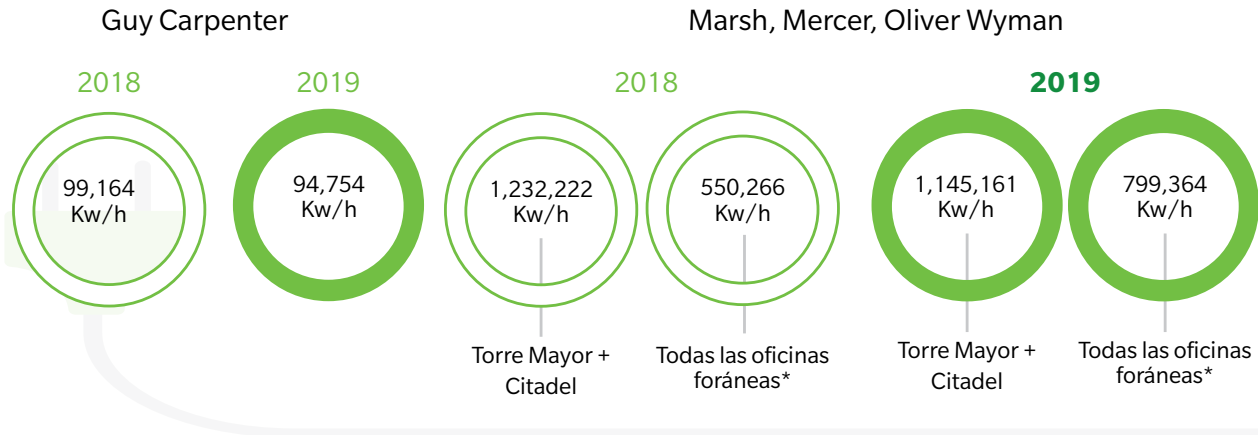 Guy Carpenter
Marsh, Mercer, Oliver Wyman
2018
2019
2018
2019
99,164
Kw/h
94,754
Kw/h
1,232,222
Kw/h
550,266
Kw/h
1,145,161
Kw/h
799,364
Kw/h
Torre Mayor +
Citadel
Todas las oficinas
foráneas*
Torre Mayor +
Citadel
Todas las oficinas
foráneas*